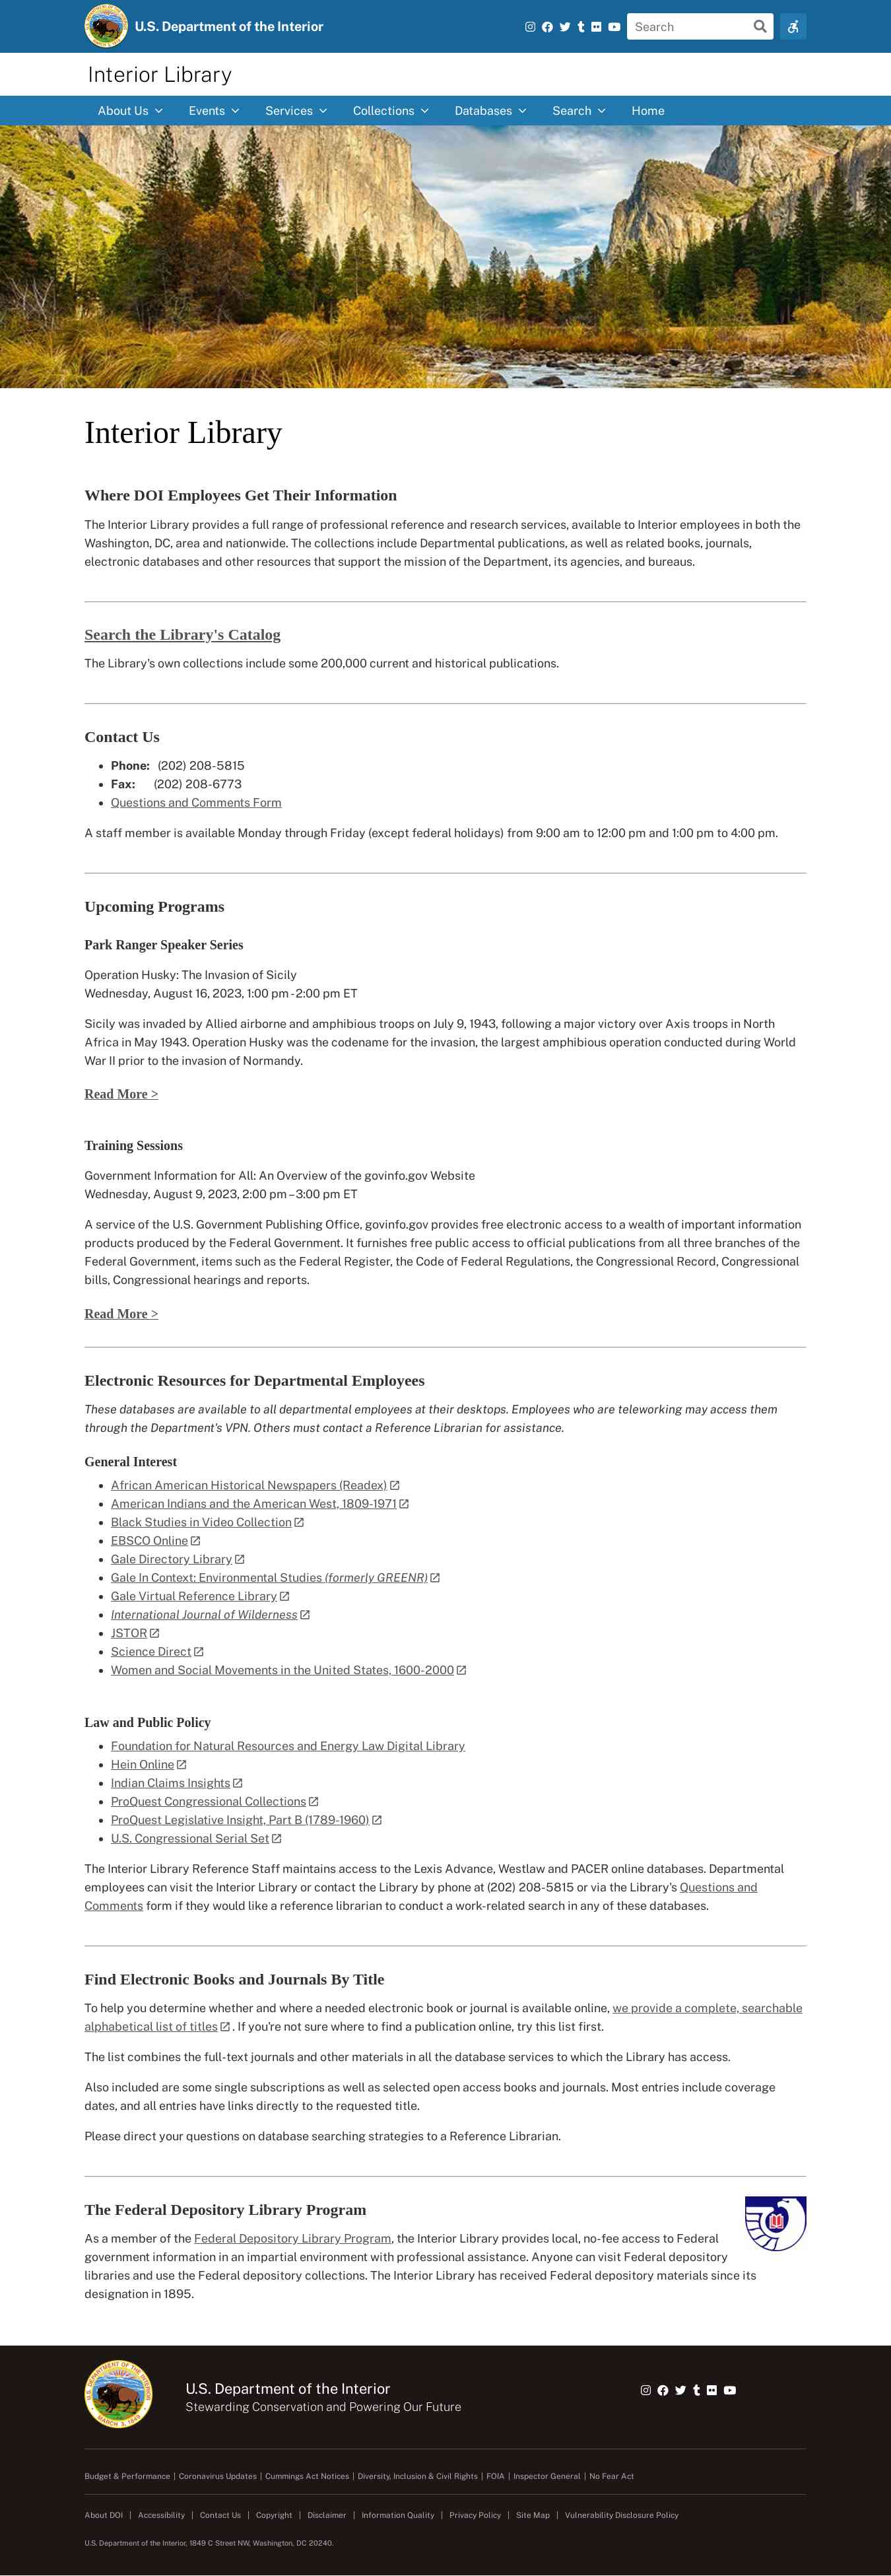 U.S. Department of the Interior
Search
Interior Library
About Us
Events
Services
Collections
Databases
Search
Home
Interior Library
Where DOI Employees Get Their Information
The Interior Library provides a full range of professional reference and research services, available to Interior employees in both the
Washington, DC, area and nationwide. The collections include Departmental publications, as well as related books, journals,
electronic databases and other resources that support the mission of the Department, its agencies, and bureaus.
Search the Library's Catalog
The Library's own collections include some 200,000 current and historical publications.
Contact Us
Phone: (202) 208-5815
Fax: (202) 208-6773
Questions and Comments Form
A staff member is available Monday through Friday (except federal holidays) from 9:00 am to 12:00 pm and 1:00 pm to 4:00 pm.
Upcoming Programs
Park Ranger Speaker Series
Operation Husky: The Invasion of Sicily
Wednesday, August 16, 2023, 1:00 pm - 2:00 pm ET
Sicily was invaded by Allied airborne and amphibious troops on July 9, 1943, following a major victory over Axis troops in North
Africa in May 1943. Operation Husky was the codename for the invasion, the largest amphibious operation conducted during World
War II prior to the invasion of Normandy.
Read More >
Training Sessions
Government Information for All: An Overview of the govinfo.gov Website
Wednesday, August 9, 2023, 2:00 pm – 3:00 pm ET
A service of the U.S. Government Publishing Office, govinfo.gov provides free electronic access to a wealth of important information
products produced by the Federal Government. It furnishes free public access to official publications from all three branches of the
Federal Government, items such as the Federal Register, the Code of Federal Regulations, the Congressional Record, Congressional
bills, Congressional hearings and reports.
Read More >
Electronic Resources for Departmental Employees
These databases are available to all departmental employees at their desktops. Employees who are teleworking may access them
through the Department's VPN. Others must contact a Reference Librarian for assistance.
General Interest
African American Historical Newspapers (Readex)
American Indians and the American West, 1809-1971
Black Studies in Video Collection
EBSCO Online
Gale Directory Library
Gale In Context: Environmental Studies (formerly GREENR)
Gale Virtual Reference Library
International Journal of Wilderness
JSTOR
Science Direct
Women and Social Movements in the United States, 1600-2000
Law and Public Policy
Foundation for Natural Resources and Energy Law Digital Library
Hein Online
Indian Claims Insights
ProQuest Congressional Collections
ProQuest Legislative Insight, Part B (1789-1960)
U.S. Congressional Serial Set
The Interior Library Reference Staff maintains access to the Lexis Advance, Westlaw and PACER online databases. Departmental
employees can visit the Interior Library or contact the Library by phone at (202) 208-5815 or via the Library's Questions and
Comments form if they would like a reference librarian to conduct a work-related search in any of these databases.
Find Electronic Books and Journals By Title
To help you determine whether and where a needed electronic book or journal is available online, we provide a complete, searchable
alphabetical list of titles . If you're not sure where to find a publication online, try this list first.
The list combines the full-text journals and other materials in all the database services to which the Library has access.
Also included are some single subscriptions as well as selected open access books and journals. Most entries include coverage
dates, and all entries have links directly to the requested title.
Please direct your questions on database searching strategies to a Reference Librarian.
The Federal Depository Library Program
As a member of the Federal Depository Library Program, the Interior Library provides local, no-fee access to Federal
government information in an impartial environment with professional assistance. Anyone can visit Federal depository
libraries and use the Federal depository collections. The Interior Library has received Federal depository materials since its
designation in 1895.
U.S. DEPARTMENT OF THE INTERIOR
MARCH 3, 1849
U.S. Department of the Interior
Stewarding Conservation and Powering Our Future
Budget & Performance | Coronavirus Updates | Cummings Act Notices | Diversity, Inclusion & Civil Rights | FOIA | Inspector General | No Fear Act
About DOI | Accessibility | Contact Us | Copyright | Disclaimer | Information Quality | Privacy Policy | Site Map | Vulnerability Disclosure Policy
U.S. Department of the Interior, 1849 C Street NW, Washington, DC 20240.